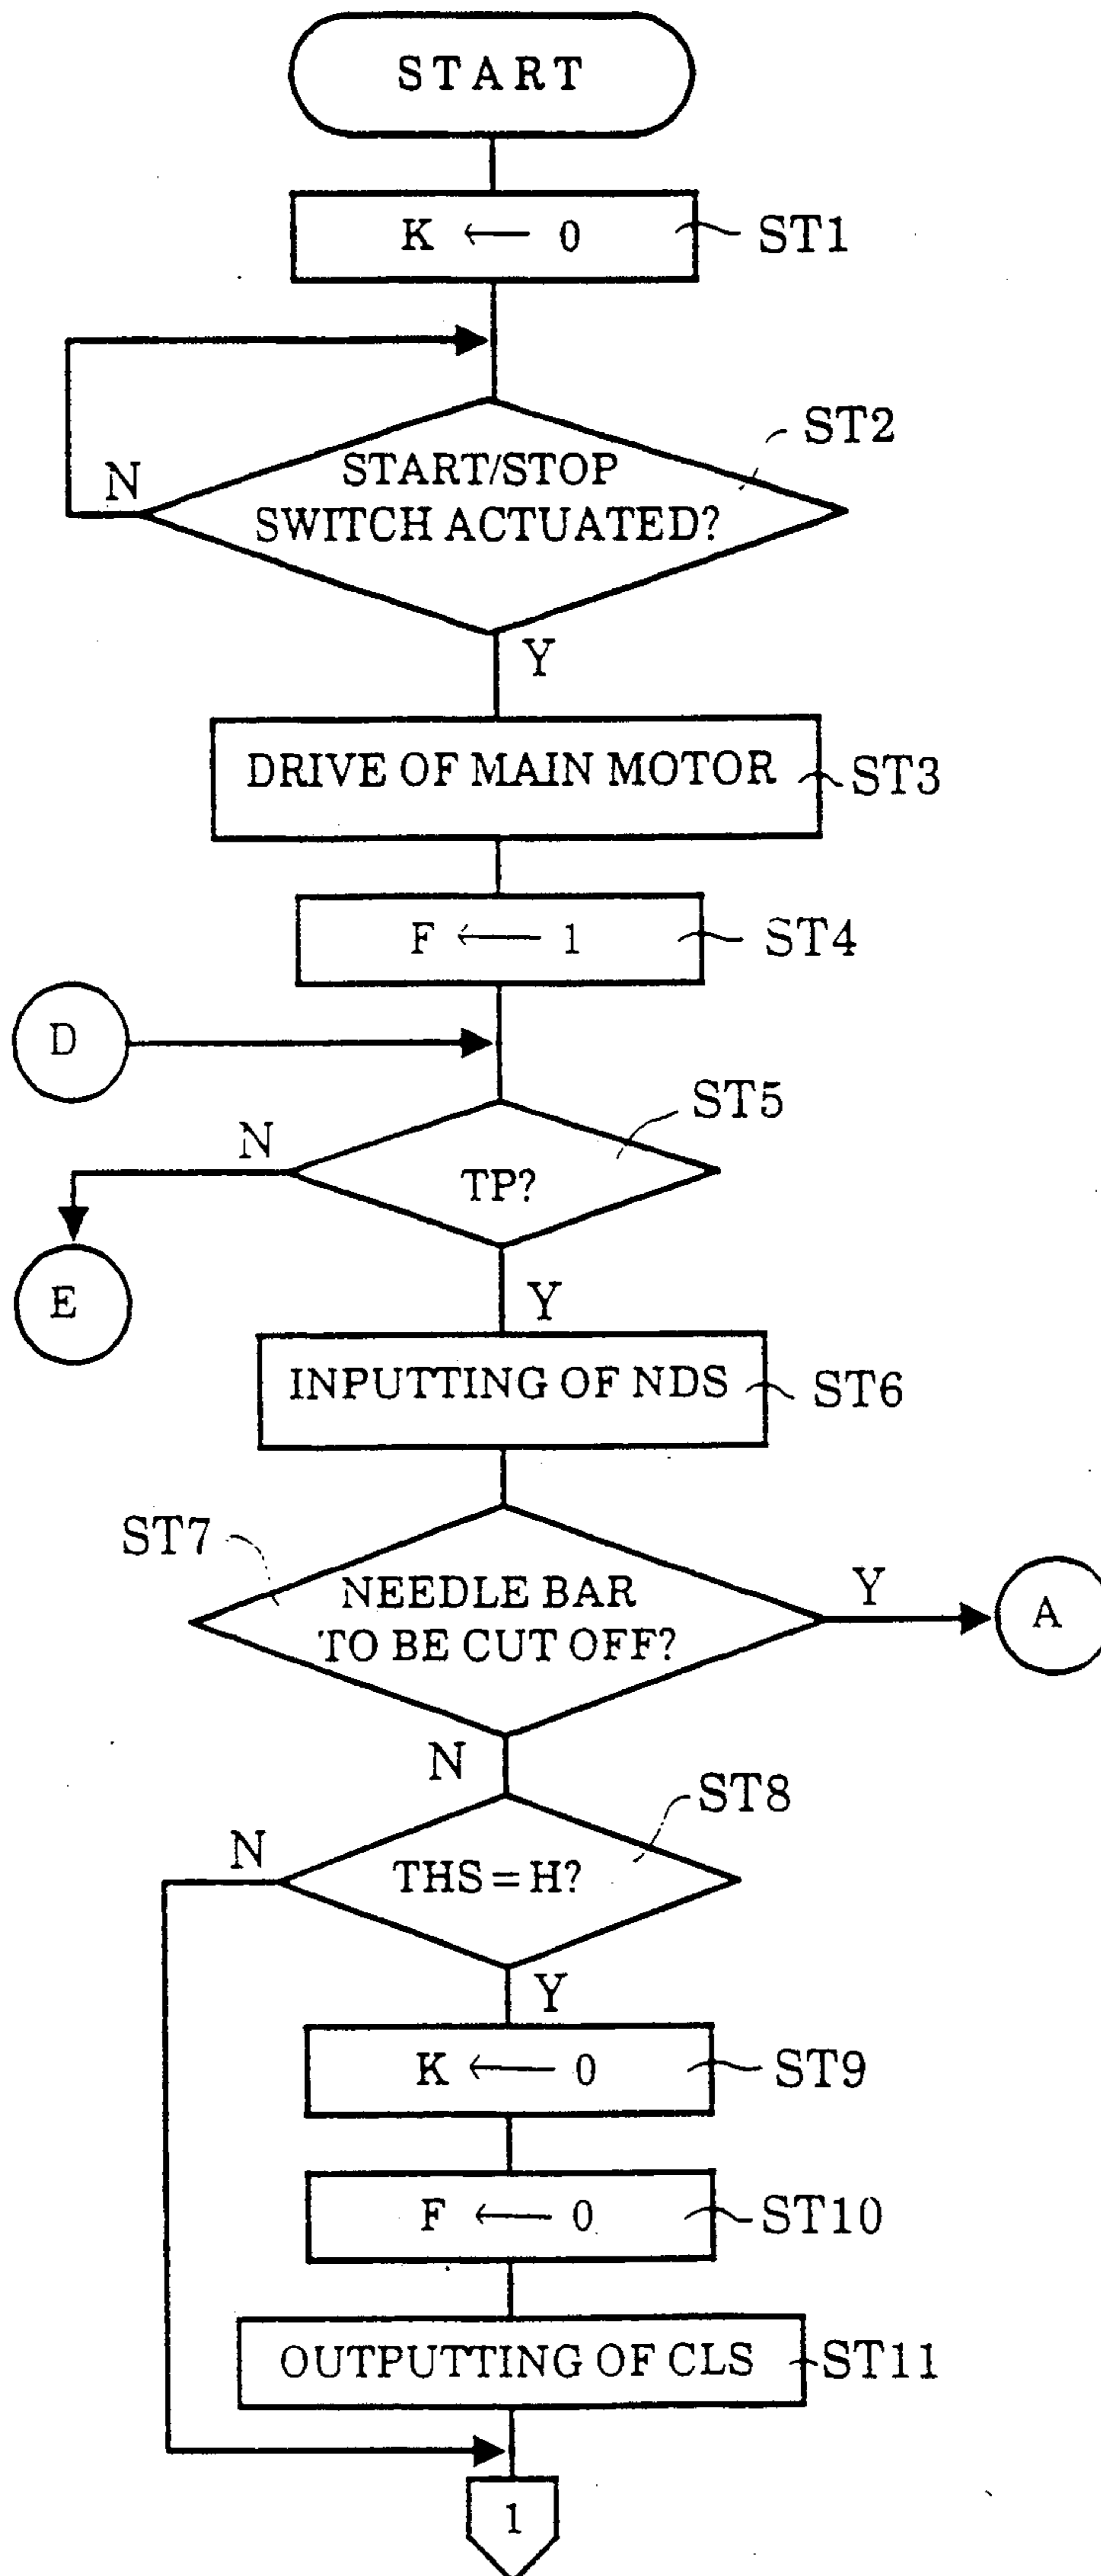 START
K ← 0 ST1
ST2
START/STOP
SWITCH ACTUATED?
N
Y
DRIVE OF MAIN MOTOR ST3
F ← 1 ST4
D
ST5
N
TP?
E
Y
INPUTTING OF NDS ST6
ST7
NEEDLE BAR
TO BE CUT OFF?
Y
A
N
ST8
N
THS = H?
Y
K ← 0 ST9
F ← 0 ST10
OUTPUTTING OF CLS ST11
1